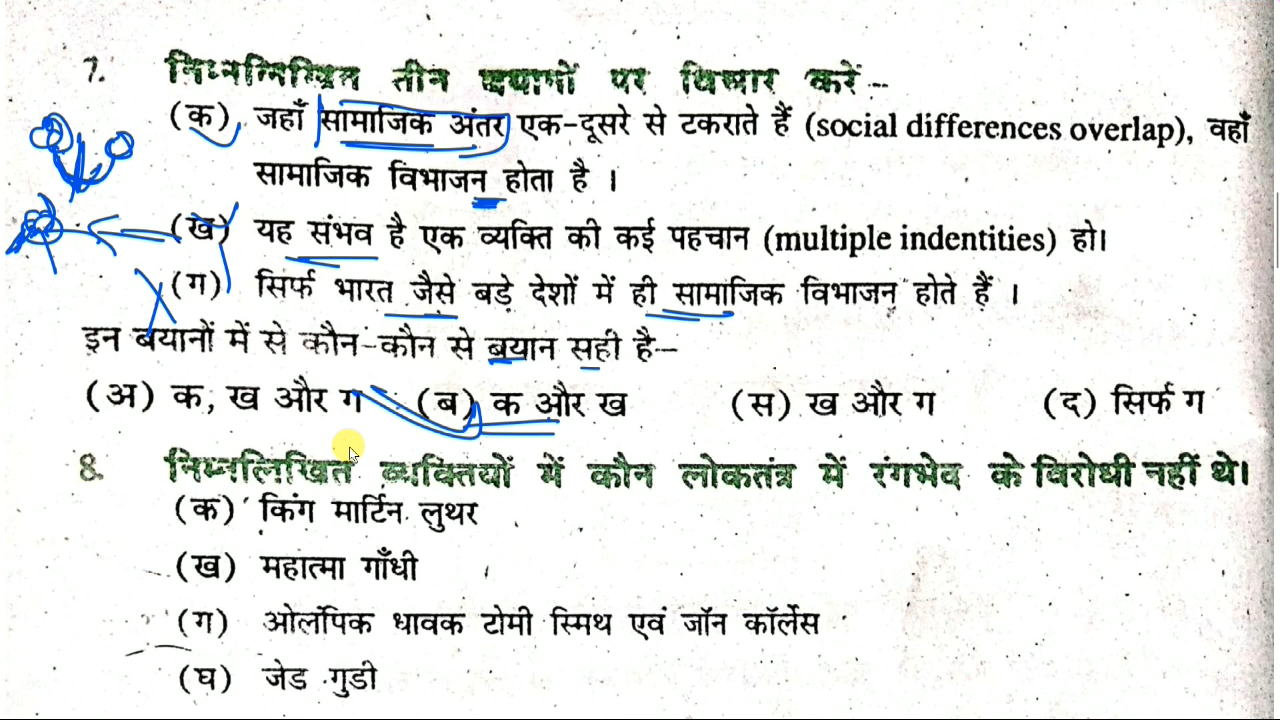 7. निम्नलिखित तीन बयानों पर विचार करें--
(क) जहाँ सामाजिक अंतर एक-दूसरे से टकराते हैं (social differences overlap), वहाँ
सामाजिक विभाजन होता है ।
(ख) यह संभव है एक व्यक्ति की कई पहचान (multiple indentities) हो।
(ग) सिर्फ भारत जैसे बड़े देशों में ही सामाजिक विभाजन होते हैं ।
इन बयानों में से कौन-कौन से बयान सही है--
(अ) क, ख और ग (ब) क और ख (स) ख और ग (द) सिर्फ ग
8. निम्नलिखित व्यक्तियों में कौन लोकतंत्र में रंगभेद के विरोधी नहीं थे।
(क) किंग मार्टिन लुथर
(ख) महात्मा गाँधी
(ग) ओलंपिक धावक टोमी स्मिथ एवं जॉन कॉर्लेस
(घ) जेड गुडी